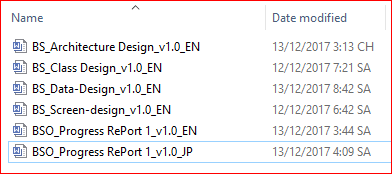 Name Date modified
BS_Architecture Design_v1.0_EN 13/12/2017 3:13 CH
BS_Class Design_v1.0_EN 12/12/2017 7:21 SA
BS_Data-Design_v1.0_EN 13/12/2017 8:42 SA
BS_Screen-design_v1.0_EN 12/12/2017 6:42 SA
BSO_Progress RePort 1_v1.0_EN 13/12/2017 3:44 SA
BSO_Progress RePort 1_v1.0_JP 13/12/2017 4:09 SA